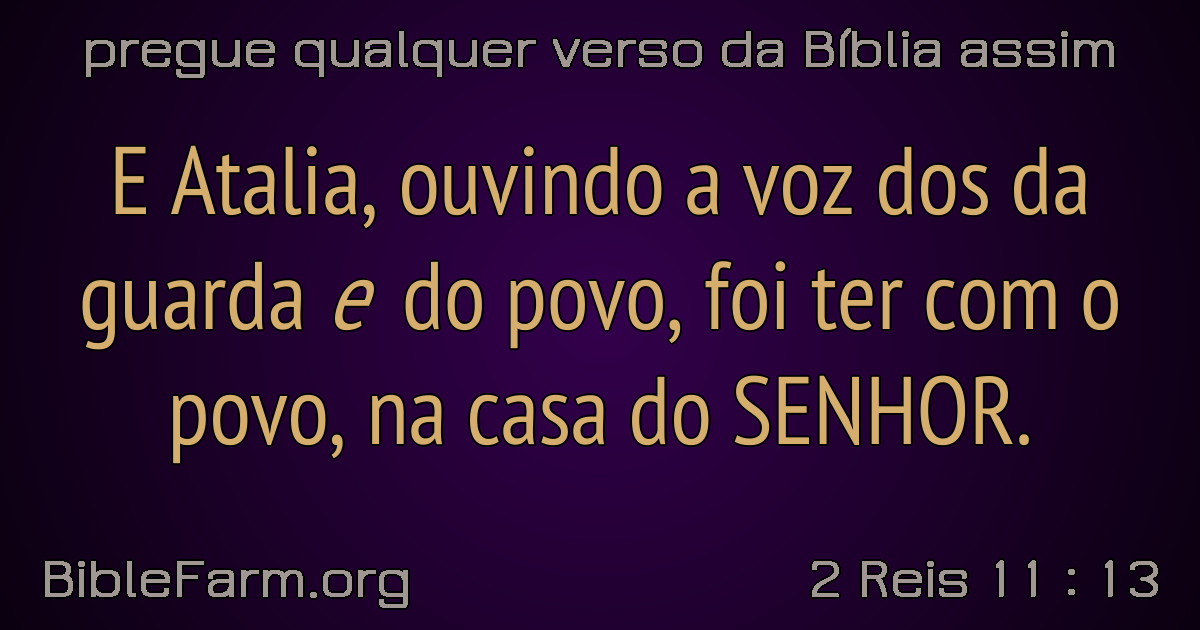 pregue qualquer verso da Bíblia assim
E Atalia, ouvindo a voz dos da
guarda e do povo, foi ter com o
povo, na casa do SENHOR.
BibleFarm.org
2 Reis 11 : 13